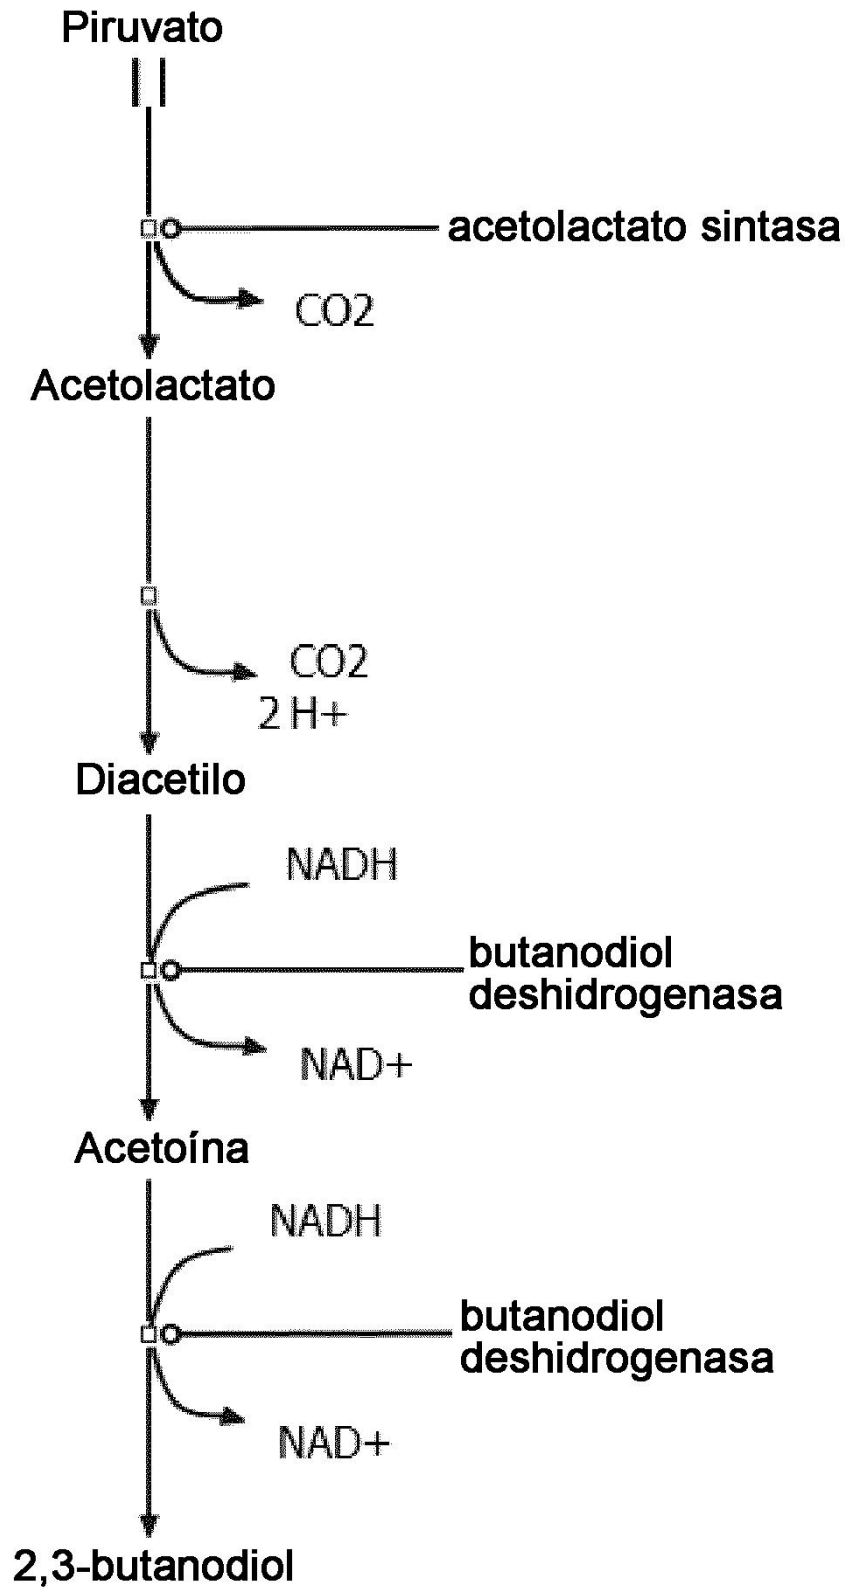 Piruvato
acetolactato sintasa
CO2
Acetolactato
CO2
2 H+
Diacetilo
NADH
butanodiol
deshidrogenasa
NAD+
Acetoína
NADH
butanodiol
deshidrogenasa
NAD+
2,3-butanodiol